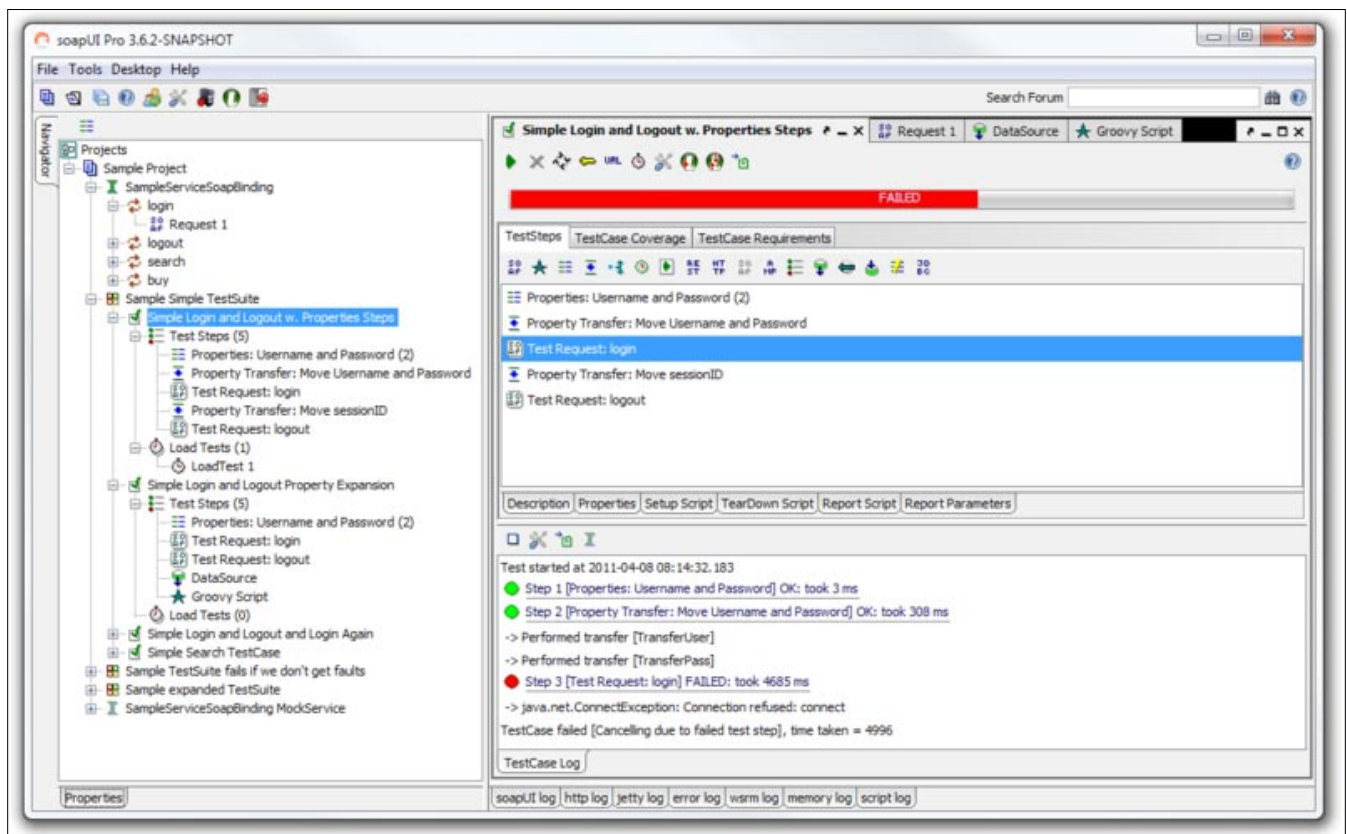 soapUI Pro 3.6.2-SNAPSHOT
File Tools Desktop Help
Search Forum
Navigator
Projects
Sample Project
SampleServiceSoapBinding
login
Request 1
logout
search
buy
Sample Simple TestSuite
Simple Login and Logout w. Properties Steps
Test Steps (5)
Properties: Username and Password (2)
Property Transfer: Move Username and Password
Test Request: login
Property Transfer: Move sessionID
Test Request: logout
Load Tests (1)
LoadTest 1
Simple Login and Logout Property Expansion
Test Steps (5)
Properties: Username and Password (2)
Test Request: login
Test Request: logout
DataSource
Groovy Script
Load Tests (0)
Simple Login and Logout and Login Again
Simple Search TestCase
Sample TestSuite fails if we don't get faults
Sample expanded TestSuite
SampleServiceSoapBinding MockService
Properties
Simple Login and Logout w. Properties Steps Request 1 DataSource Groovy Script
URL
FAILED
TestSteps TestCase Coverage TestCase Requirements
Properties: Username and Password (2)
Property Transfer: Move Username and Password
Test Request: login
Property Transfer: Move sessionID
Test Request: logout
Description Properties Setup Script TearDown Script Report Script Report Parameters
Test started at 2011-04-08 08:14:32.183
Step 1 [Properties: Username and Password] OK: took 3 ms
Step 2 [Property Transfer: Move Username and Password] OK: took 308 ms
-> Performed transfer [TransferUser]
-> Performed transfer [TransferPass]
Step 3 [Test Request: login] FAILED: took 4685 ms
-> java.net.ConnectException: Connection refused: connect
TestCase failed [Cancelling due to failed test step], time taken = 4996
TestCase Log
soapUI log http log jetty log error log wsrm log memory log script log